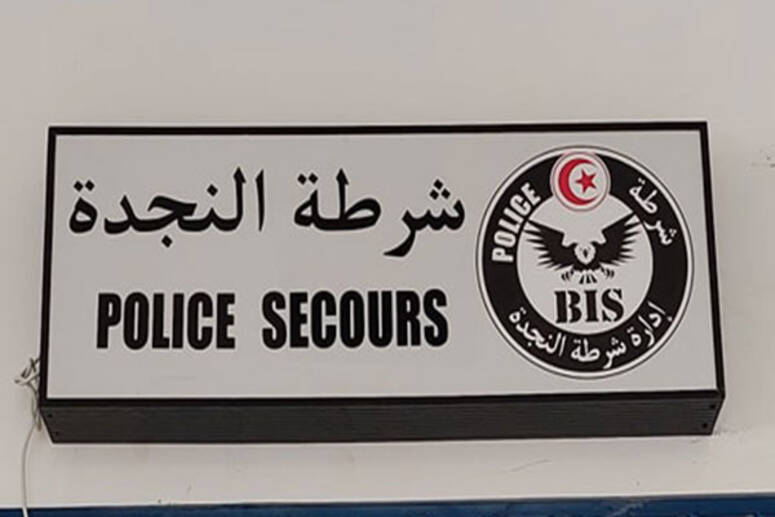 شرطة النجدة
POLICE SECOURS
POLICE
شرطة
BIS
إدارة شرطة النجدة